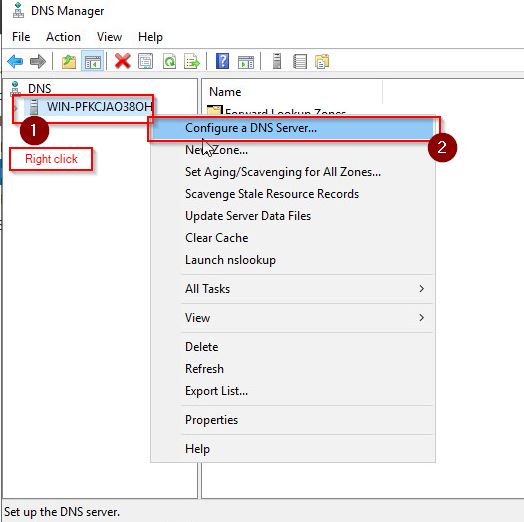 DNS Manager
File Action View Help
DNS
Name
WIN-PFKCJAO38OH
Forward Lookup Zones
1
Right click
Configure a DNS Server...
2
New Zone...
Set Aging/Scavenging for All Zones...
Scavenge Stale Resource Records
Update Server Data Files
Clear Cache
Launch nslookup
All Tasks
View
Delete
Refresh
Export List...
Properties
Help
Set up the DNS server.